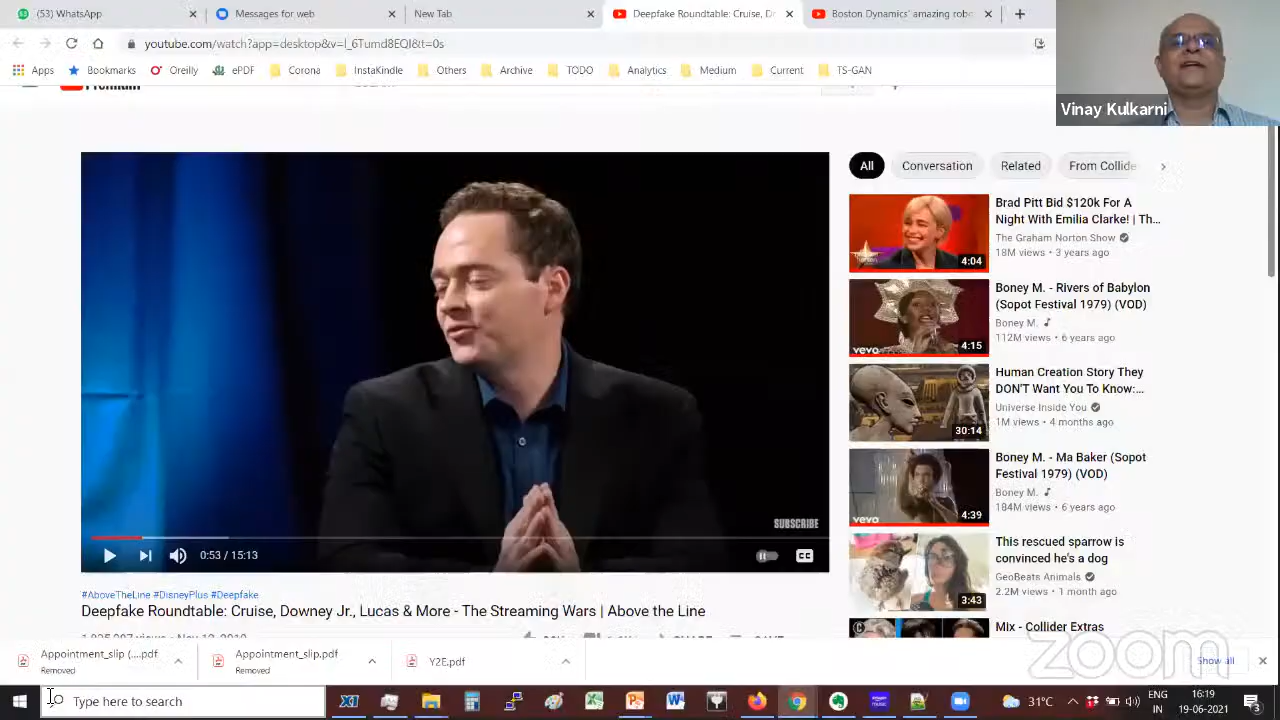 (53) WhatsApp
Messages for web
New Tab
Deepfake Roundtable: Cruise, Do
Boston Dynamics' amazing robo
youtube.com/watch?app=desktop&v=l_6Tumd8EQI&t=0s
Apps
Bookmarks
Oreilly
ePDF
Corona
InstaKindle
Others
Archive
TODO
Analytics
Medium
Current
TS-GAN
Vinay Kulkarni
Premium
All
Conversation
Related
From Collide
Brad Pitt Bid $120k For A
Night With Emilia Clarke! | Th...
The Graham Norton Show
18M views • 3 years ago
4:04
Boney M. - Rivers of Babylon
(Sopot Festival 1979) (VOD)
Boney M.
112M views • 6 years ago
vevo
4:15
Human Creation Story They
DON'T Want You To Know:...
Universe Inside You
1M views • 4 months ago
30:14
Boney M. - Ma Baker (Sopot
Festival 1979) (VOD)
Boney M.
184M views • 6 years ago
vevo
4:39
This rescued sparrow is
convinced he's a dog
GeoBeats Animals
2.2M views • 1 month ago
3:43
Mix - Collider Extras
SUBSCRIBE
0:53 / 15:13
CC
#AboveTheLine #DisneyPlus #Deepfake
Deepfake Roundtable: Cruise, Downey Jr., Lucas & More - The Streaming Wars | Above the Line
zoom
Appointment_slip (....pdf
Removed
Appointment_slip.pdf
Removed
Y2E.pdf
Show all
Type here to search
31°C
ENG
IN
16:19
19-06-2021
3